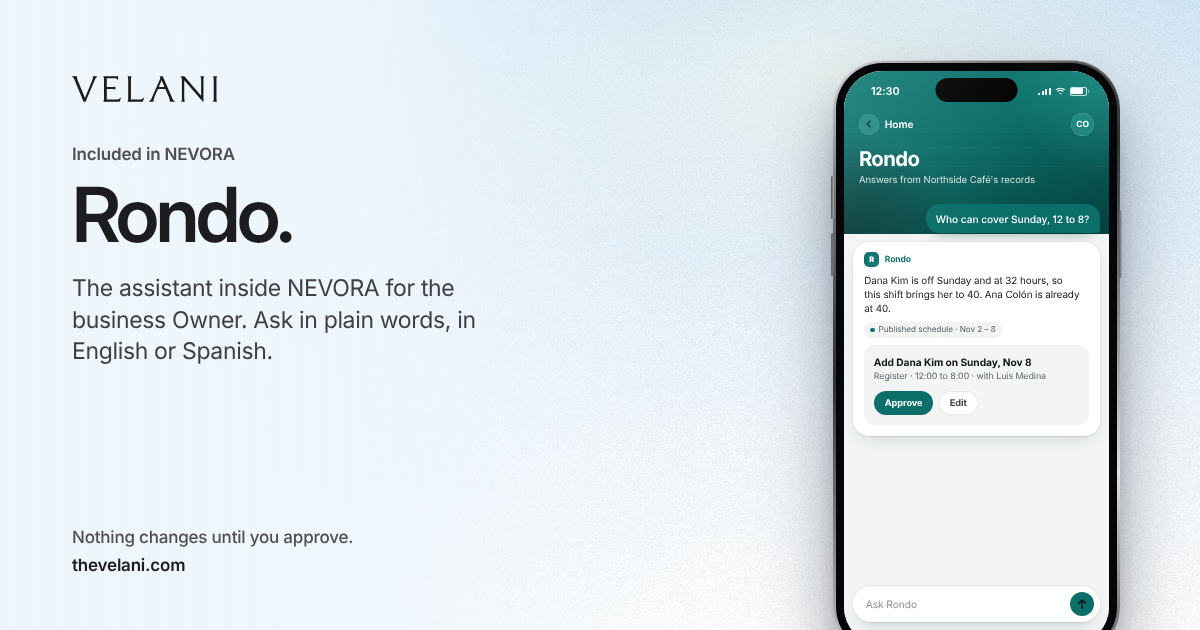 VELANI
Included in NEVORA
Rondo.
The assistant inside NEVORA for the
business Owner. Ask in plain words, in
English or Spanish.
Nothing changes until you approve.
thevelani.com
12:30
Home
CO
Rondo
Answers from Northside Café's records
Who can cover Sunday, 12 to 8?
R Rondo
Dana Kim is off Sunday and at 32 hours, so
this shift brings her to 40. Ana Colón is already
at 40.
Published schedule · Nov 2 – 8
Add Dana Kim on Sunday, Nov 8
Register · 12:00 to 8:00 · with Luis Medina
Approve Edit
Ask Rondo